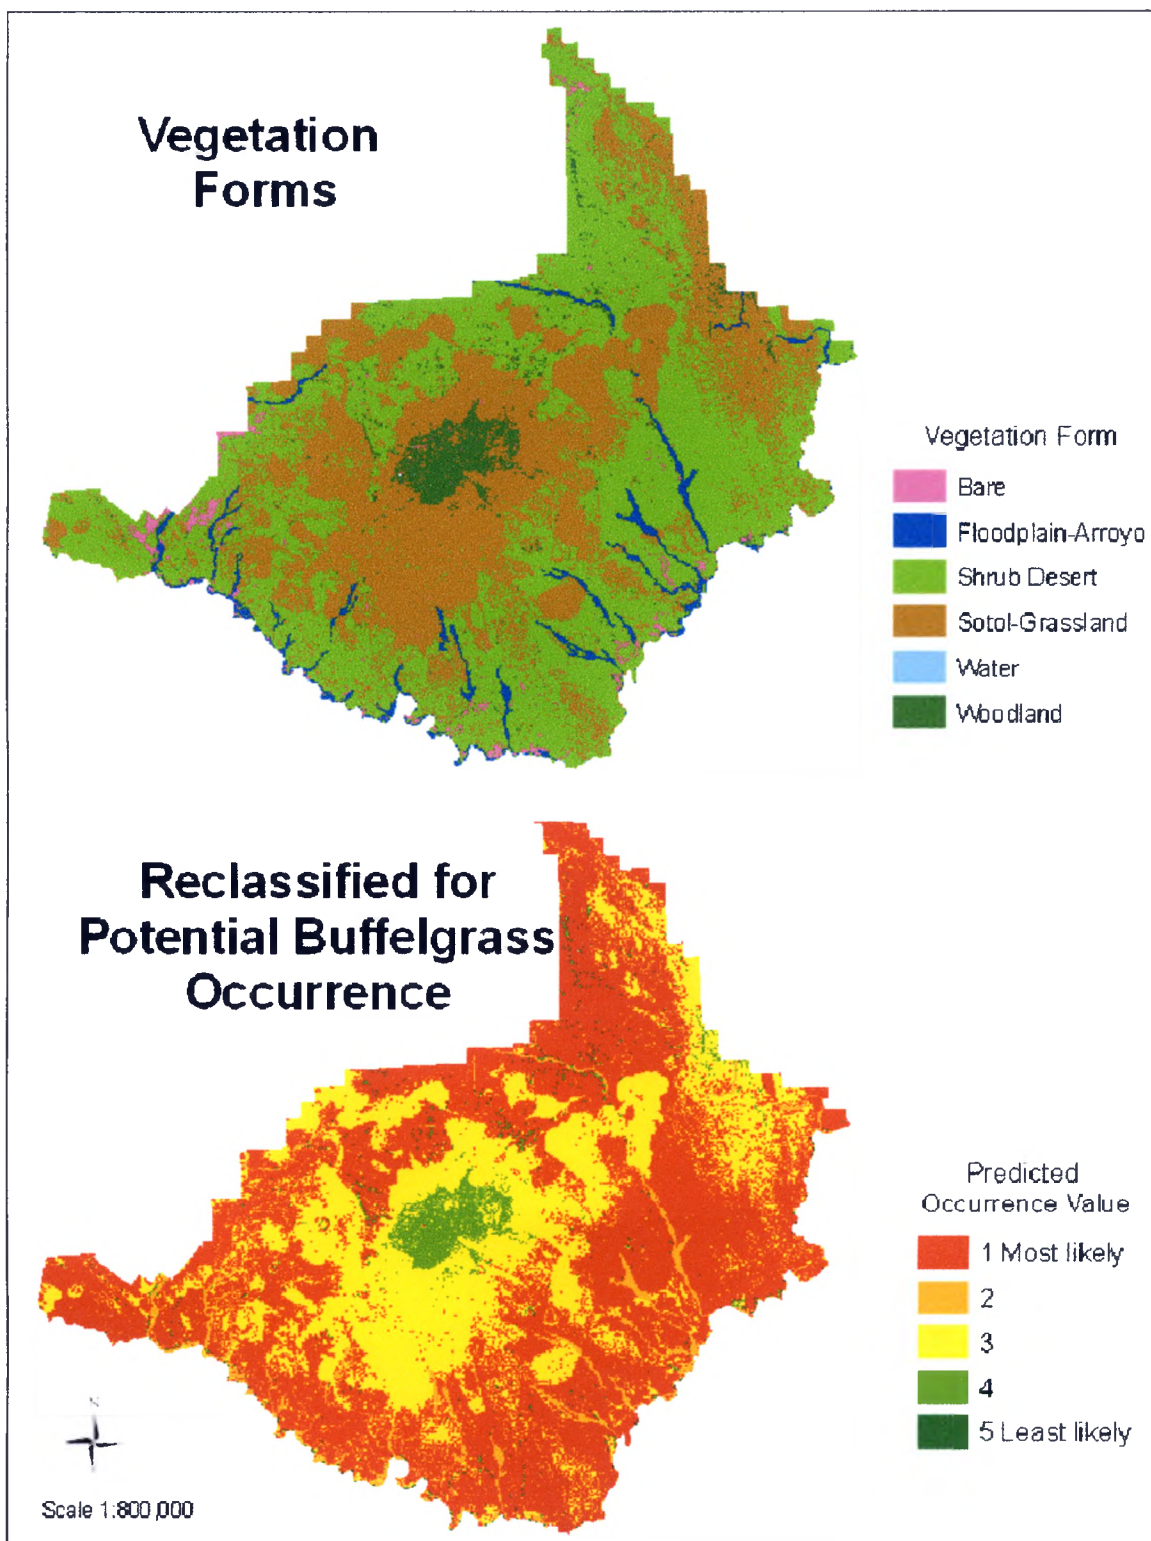 Vegetation
Forms
Vegetation Form
Bare
Floodplain-Arroyo
Shrub Desert
Sotol-Grassland
Water
Woodland
Reclassified for
Potential Buffelgrass
Occurrence
Predicted
Occurrence Value
1 Most likely
2
3
4
5 Least likely
N
Scale 1:800,000